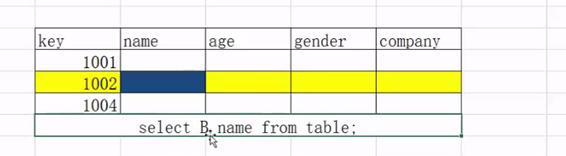 key name age gender company
1001
1002
1004
select B.name from table;